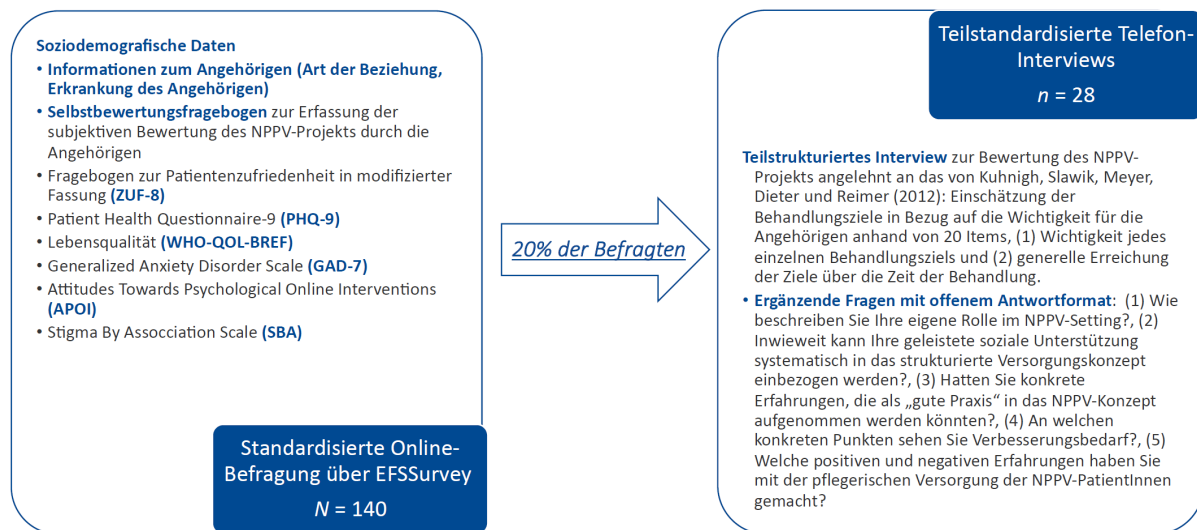 Soziodemografische Daten
• Informationen zum Angehörigen (Art der Beziehung,
Erkrankung des Angehörigen)
• Selbstbewertungsfragebogen zur Erfassung der
subjektiven Bewertung des NPPV-Projekts durch die
Angehörigen
• Fragebogen zur Patientenzufriedenheit in modifizierter
Fassung (ZUF-8)
• Patient Health Questionnaire-9 (PHQ-9)
• Lebensqualität (WHO-QOL-BREF)
• Generalized Anxiety Disorder Scale (GAD-7)
• Attitudes Towards Psychological Online Interventions
(APOI)
• Stigma By Assocciation Scale (SBA)
Standardisierte Online-
Befragung über EFSSurvey
N = 140
20% der Befragten
Teilstandardisierte Telefon-
Interviews
n = 28
Teilstrukturiertes Interview zur Bewertung des NPPV-
Projekts angelehnt an das von Kuhnigh, Slawik, Meyer,
Dieter und Reimer (2012): Einschätzung der
Behandlungsziele in Bezug auf die Wichtigkeit für die
Angehörigen anhand von 20 Items, (1) Wichtigkeit jedes
einzelnen Behandlungsziels und (2) generelle Erreichung
der Ziele über die Zeit der Behandlung.
• Ergänzende Fragen mit offenem Antwortformat: (1) Wie
beschreiben Sie Ihre eigene Rolle im NPPV-Setting?, (2)
Inwieweit kann Ihre geleistete soziale Unterstützung
systematisch in das strukturierte Versorgungskonzept
einbezogen werden?, (3) Hatten Sie konkrete
Erfahrungen, die als „gute Praxis“ in das NPPV-Konzept
aufgenommen werden könnten?, (4) An welchen
konkreten Punkten sehen Sie Verbesserungsbedarf?, (5)
Welche positiven und negativen Erfahrungen haben Sie
mit der pflegerischen Versorgung der NPPV-PatientInnen
gemacht?